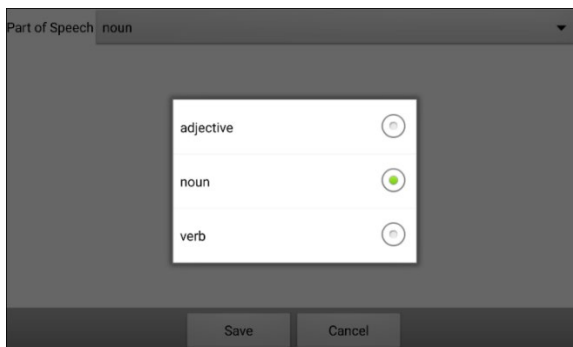 Part of Speech noun
adjective
noun
verb
Save Cancel